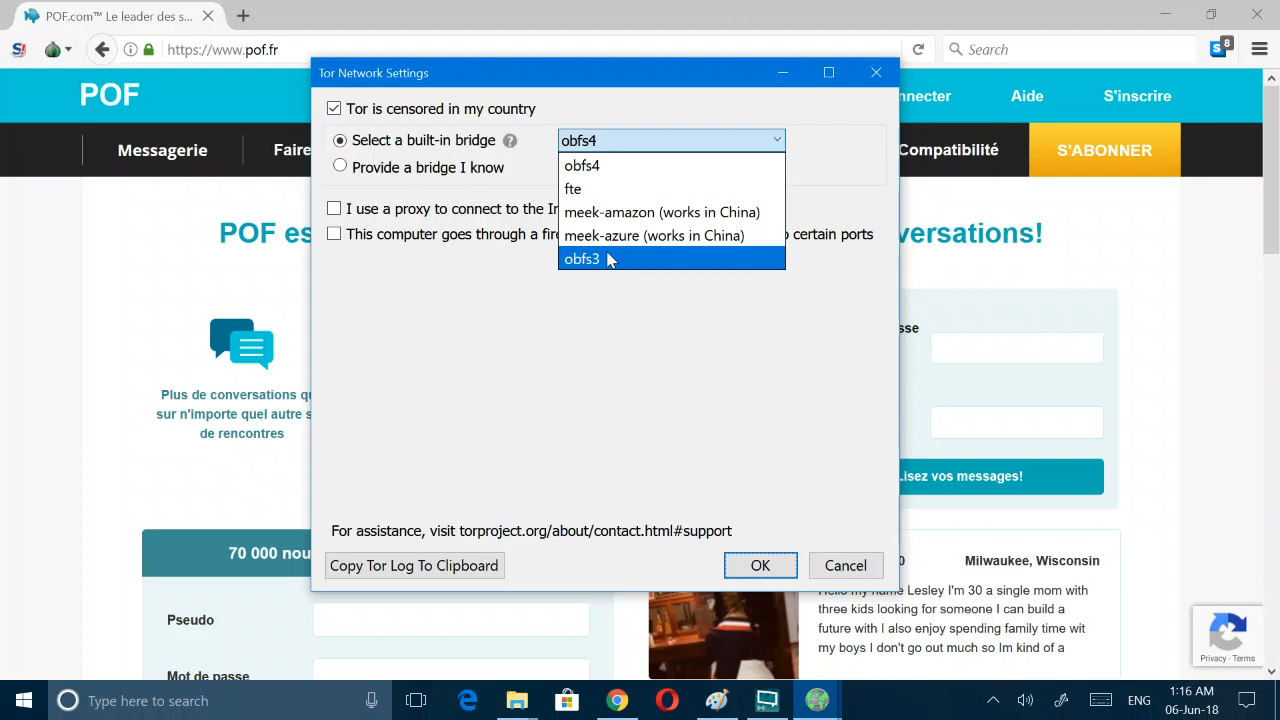 POF.com™ Le leader des s...
https://www.pof.fr
Search
8
Tor Network Settings
POF
nnecter
Aide
S'inscrire
Messagerie
Faire
Compatibilité
S'ABONNER
Tor is censored in my country
Select a built-in bridge ?
obfs4
Provide a bridge I know
obfs4
fte
meek-amazon (works in China)
meek-azure (works in China)
obfs3
I use a proxy to connect to the In
This computer goes through a fire
o certain ports
POF es
versations!
sse
Plus de conversations qu
sur n'importe quel autre s
de rencontres
Lisez vos messages!
For assistance, visit torproject.org/about/contact.html#support
Copy Tor Log To Clipboard
OK
Cancel
70 000 nou
0
Milwaukee, Wisconsin
Hello my name Lesley I'm 30 a single mom with
three kids looking for someone I can build a
future with I also enjoy spending family time wit
my boys I don't go out much so Im kind of a
Pseudo
Mot de passe
Privacy - Terms
Type here to search
ENG
1:16 AM
06-Jun-18